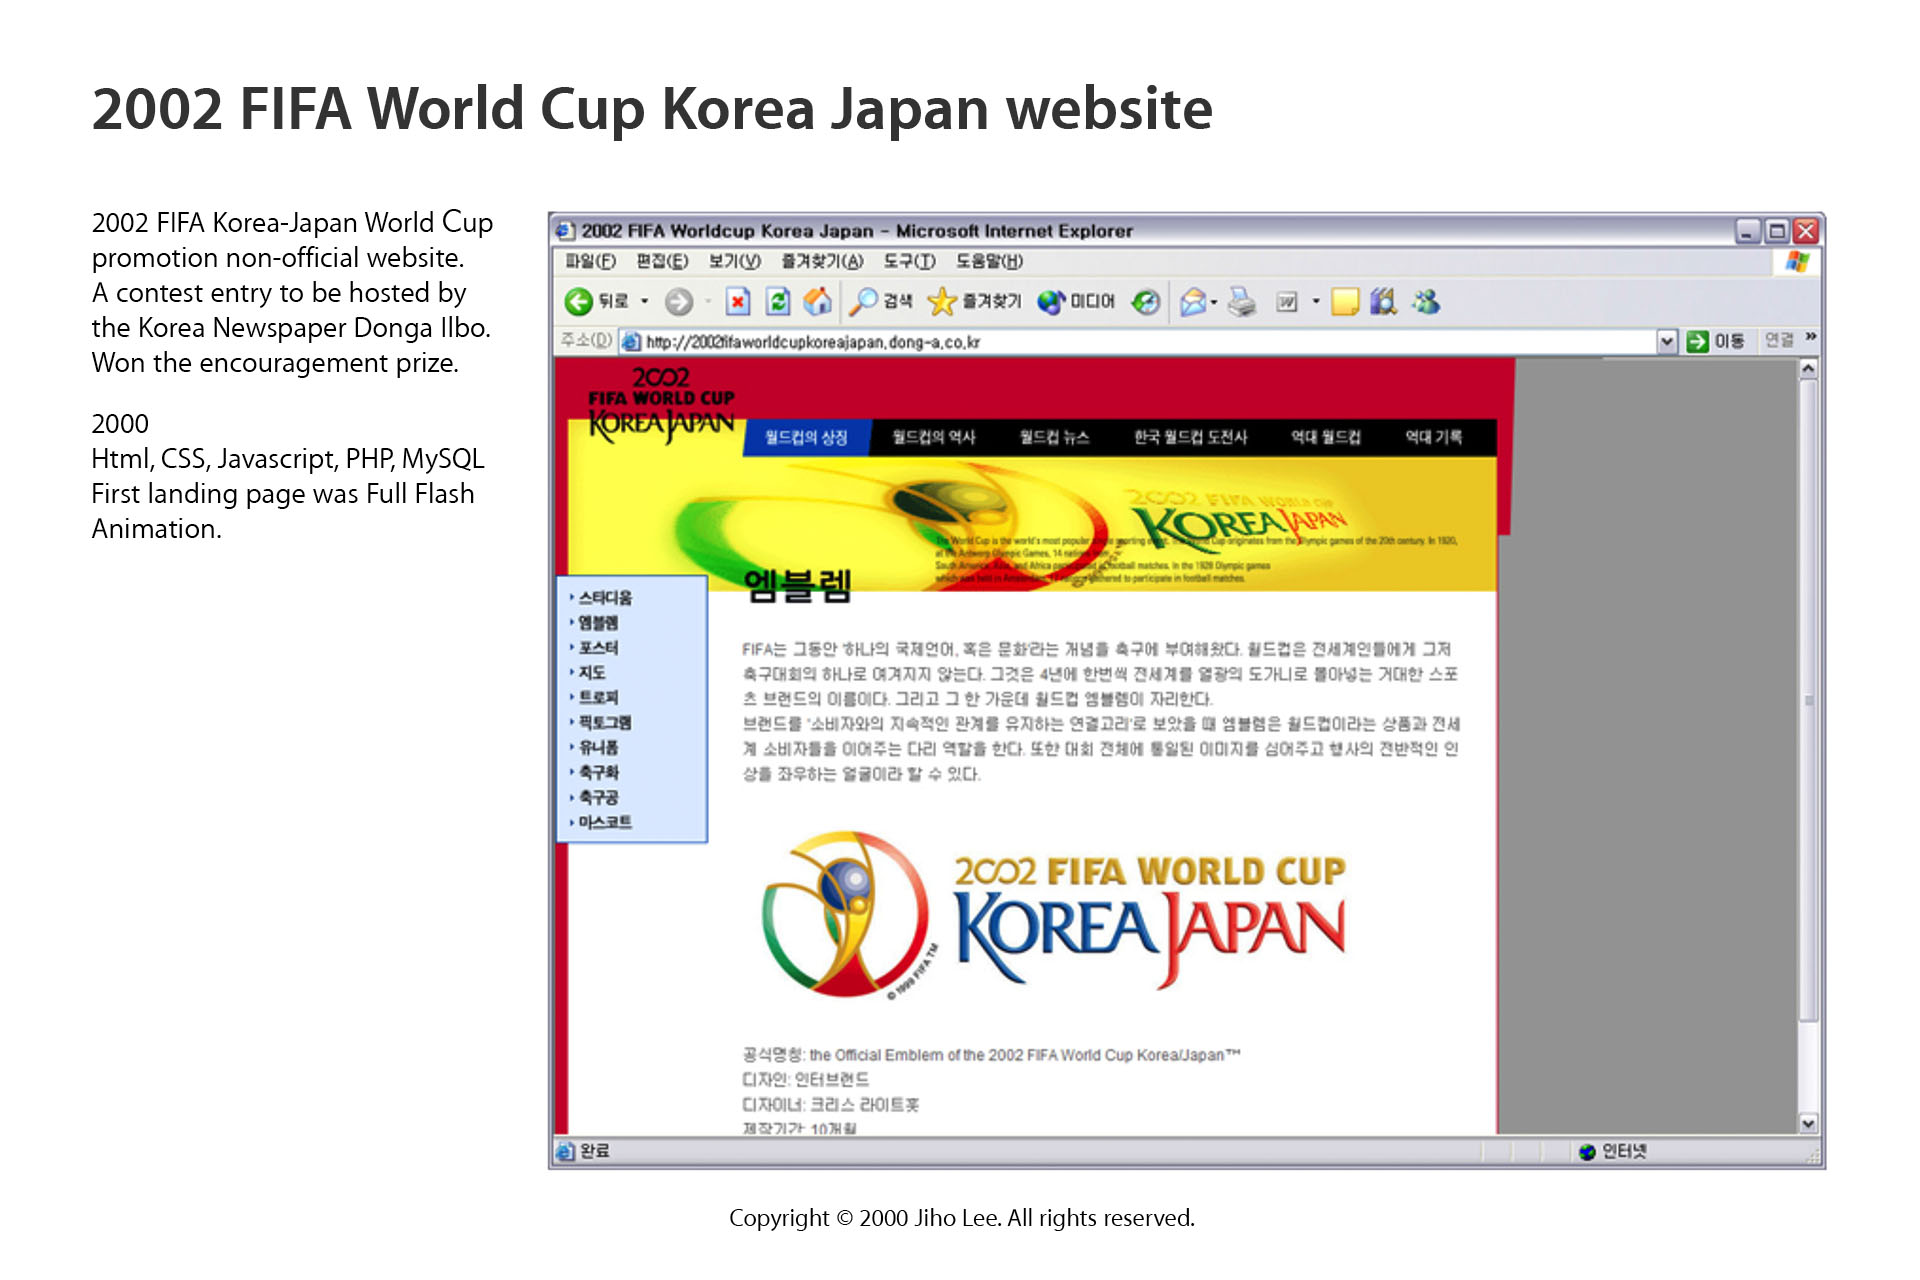 2002 FIFA World Cup Korea Japan website
2002 FIFA Korea-Japan World Cup
promotion non-official website.
A contest entry to be hosted by
the Korea Newspaper Donga Ilbo.
Won the encouragement prize.
2000
Html, CSS, Javascript, PHP, MySQL
First landing page was Full Flash
Animation.
2002 FIFA Worldcup Korea Japan - Microsoft Internet Explorer
파일(F) 편집(E) 보기(V) 즐겨찾기(A) 도구(T) 도움말(H)
뒤로 검색 즐겨찾기 미디어
주소(D) http://2002fifaworldcupkoreajapan.dong-a.co.kr 이동 연결 »
2002
FIFA WORLD CUP
KOREA JAPAN
월드컵의 상징 월드컵의 역사 월드컵 뉴스 한국 월드컵 도전사 역대 월드컵 역대 기록
2002 FIFA WORLD CUP
KOREA JAPAN
The World Cup is the world's most popular sporting World Cup originates from the Olympic games of the 20th century. In 1920,
at the Antwerp Olympic Games, 14 nations from
South America, Asia, and Africa participated in football matches. In the 1928 Olympic games
which was held in Amsterdam, gathered to participate in football matches.
엠블렘
스타디움
엠블렘
포스터
지도
트로피
픽토그램
유니폼
축구화
축구공
마스코트
FIFA는 그동안 '하나의 국제언어, 혹은 문화'라는 개념을 축구에 부여해왔다. 월드컵은 전세계인들에게 그저
축구대회의 하나로 여겨지지 않는다. 그것은 4년에 한번씩 전세계를 열광의 도가니로 몰아넣는 거대한 스포
츠 브랜드의 이름이다. 그리고 그 한 가운데 월드컵 엠블렘이 자리한다.
브랜드를 '소비자와의 지속적인 관계를 유지하는 연결고리'로 보았을 때 엠블렘은 월드컵이라는 상품과 전세
계 소비자들을 이어주는 다리 역할을 한다. 또한 대회 전체에 통일된 이미지를 심어주고 행사의 전반적인 인
상을 좌우하는 얼굴이라 할 수 있다.
© 1999 FIFA TM
2002 FIFA WORLD CUP
KOREA JAPAN
공식명칭: the Official Emblem of the 2002 FIFA World Cup Korea/Japan™
디자인: 인터브랜드
디자이너: 크리스 라이트풋
제작기간: 10개월
완료 인터넷
Copyright © 2000 Jiho Lee. All rights reserved.